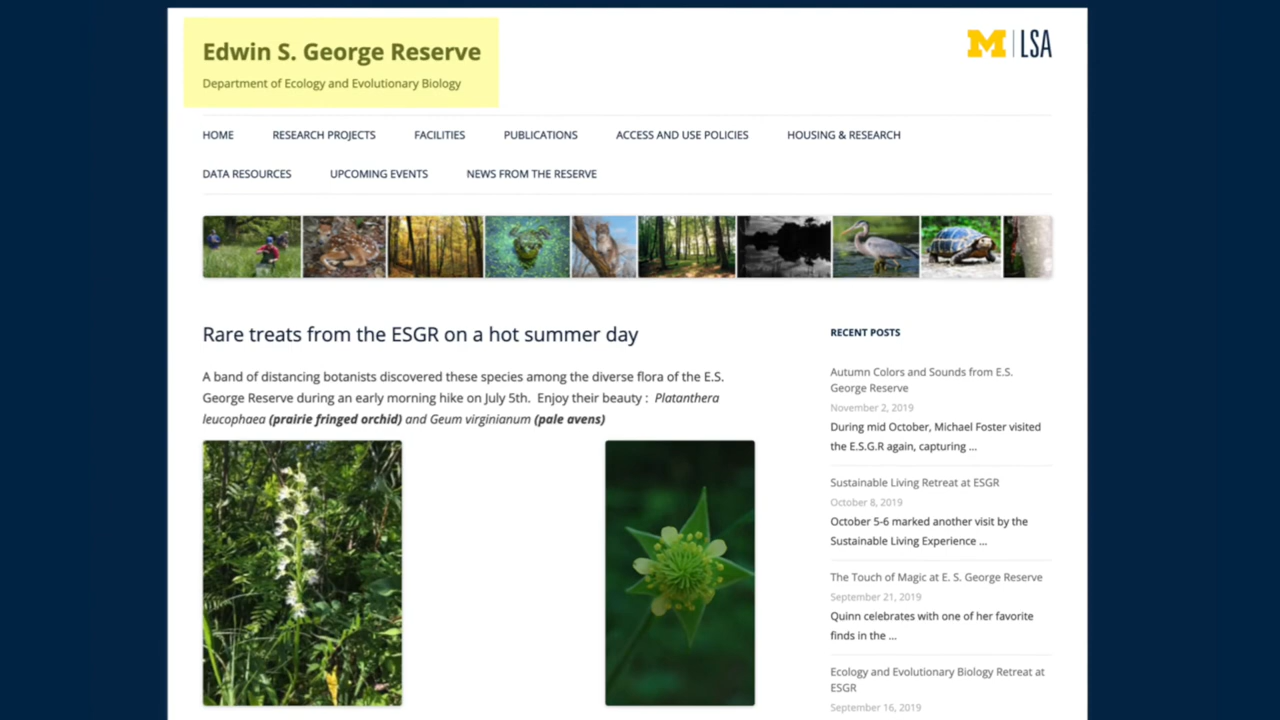 Edwin S. George Reserve
Department of Ecology and Evolutionary Biology
M | LSA
HOME RESEARCH PROJECTS FACILITIES PUBLICATIONS ACCESS AND USE POLICIES HOUSING & RESEARCH
DATA RESOURCES UPCOMING EVENTS NEWS FROM THE RESERVE
Rare treats from the ESGR on a hot summer day
A band of distancing botanists discovered these species among the diverse flora of the E.S.
George Reserve during an early morning hike on July 5th. Enjoy their beauty : Platanthera
leucophaea (prairie fringed orchid) and Geum virginianum (pale avens)
RECENT POSTS
Autumn Colors and Sounds from E.S.
George Reserve
November 2, 2019
During mid October, Michael Foster visited
the E.S.G.R again, capturing ...
Sustainable Living Retreat at ESGR
October 8, 2019
October 5-6 marked another visit by the
Sustainable Living Experience ...
The Touch of Magic at E. S. George Reserve
September 21, 2019
Quinn celebrates with one of her favorite
finds in the ...
Ecology and Evolutionary Biology Retreat at
ESGR
September 16, 2019